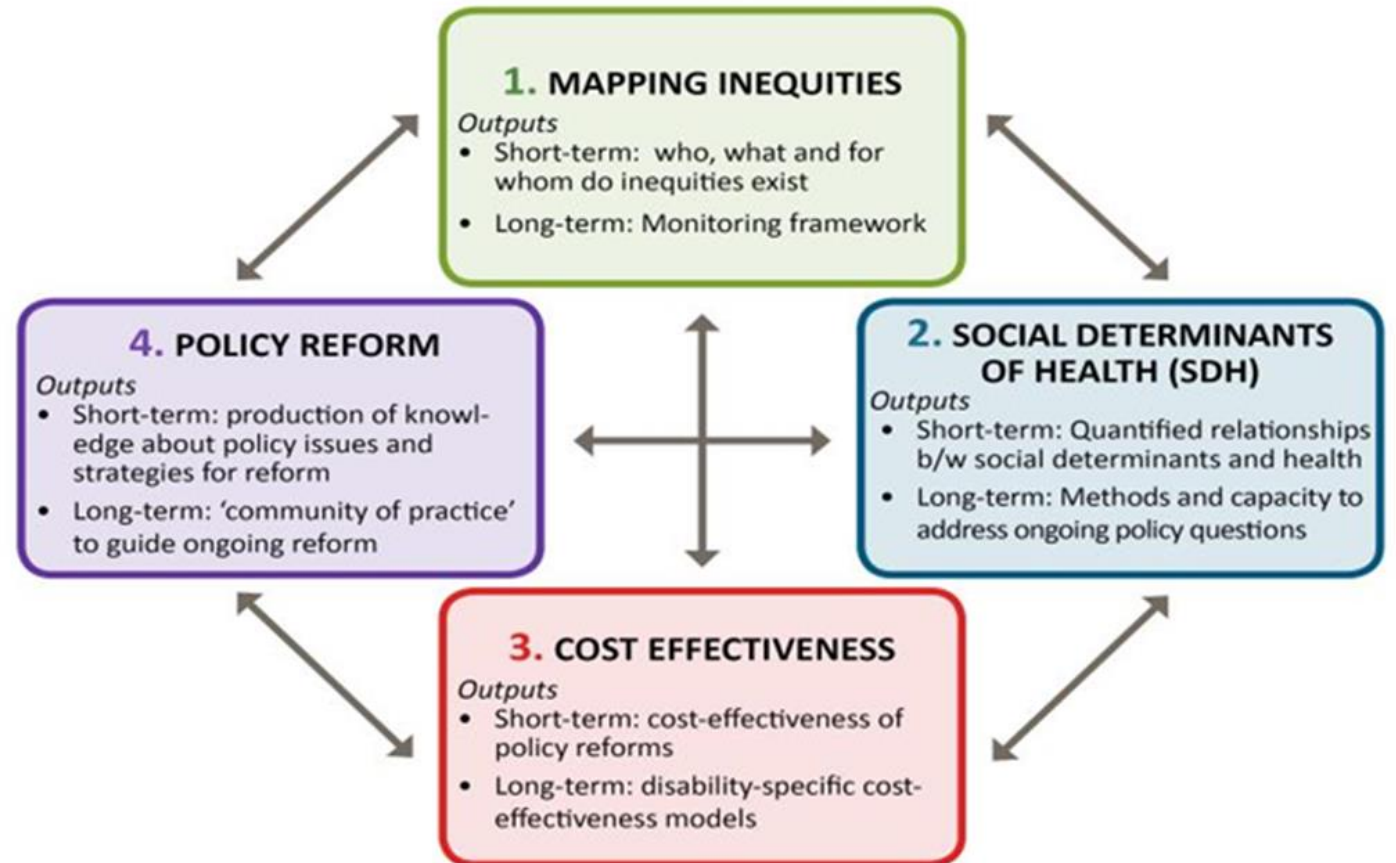 1. MAPPING INEQUITIES
Outputs
• Short-term:  who, what and for
whom do inequities exist
• Long-term: Monitoring framework
4. POLICY REFORM
Outputs
• Short-term: production of knowl-
edge about policy issues and
strategies for reform
• Long-term: ‘community of practice’
to guide ongoing reform
2. SOCIAL DETERMINANTS
OF HEALTH (SDH)
Outputs
• Short-term: Quantified relationships
b/w social determinants and health
• Long-term: Methods and capacity to
address ongoing policy questions
3. COST EFFECTIVENESS
Outputs
• Short-term: cost-effectiveness of
policy reforms
• Long-term: disability-specific cost-
effectiveness models